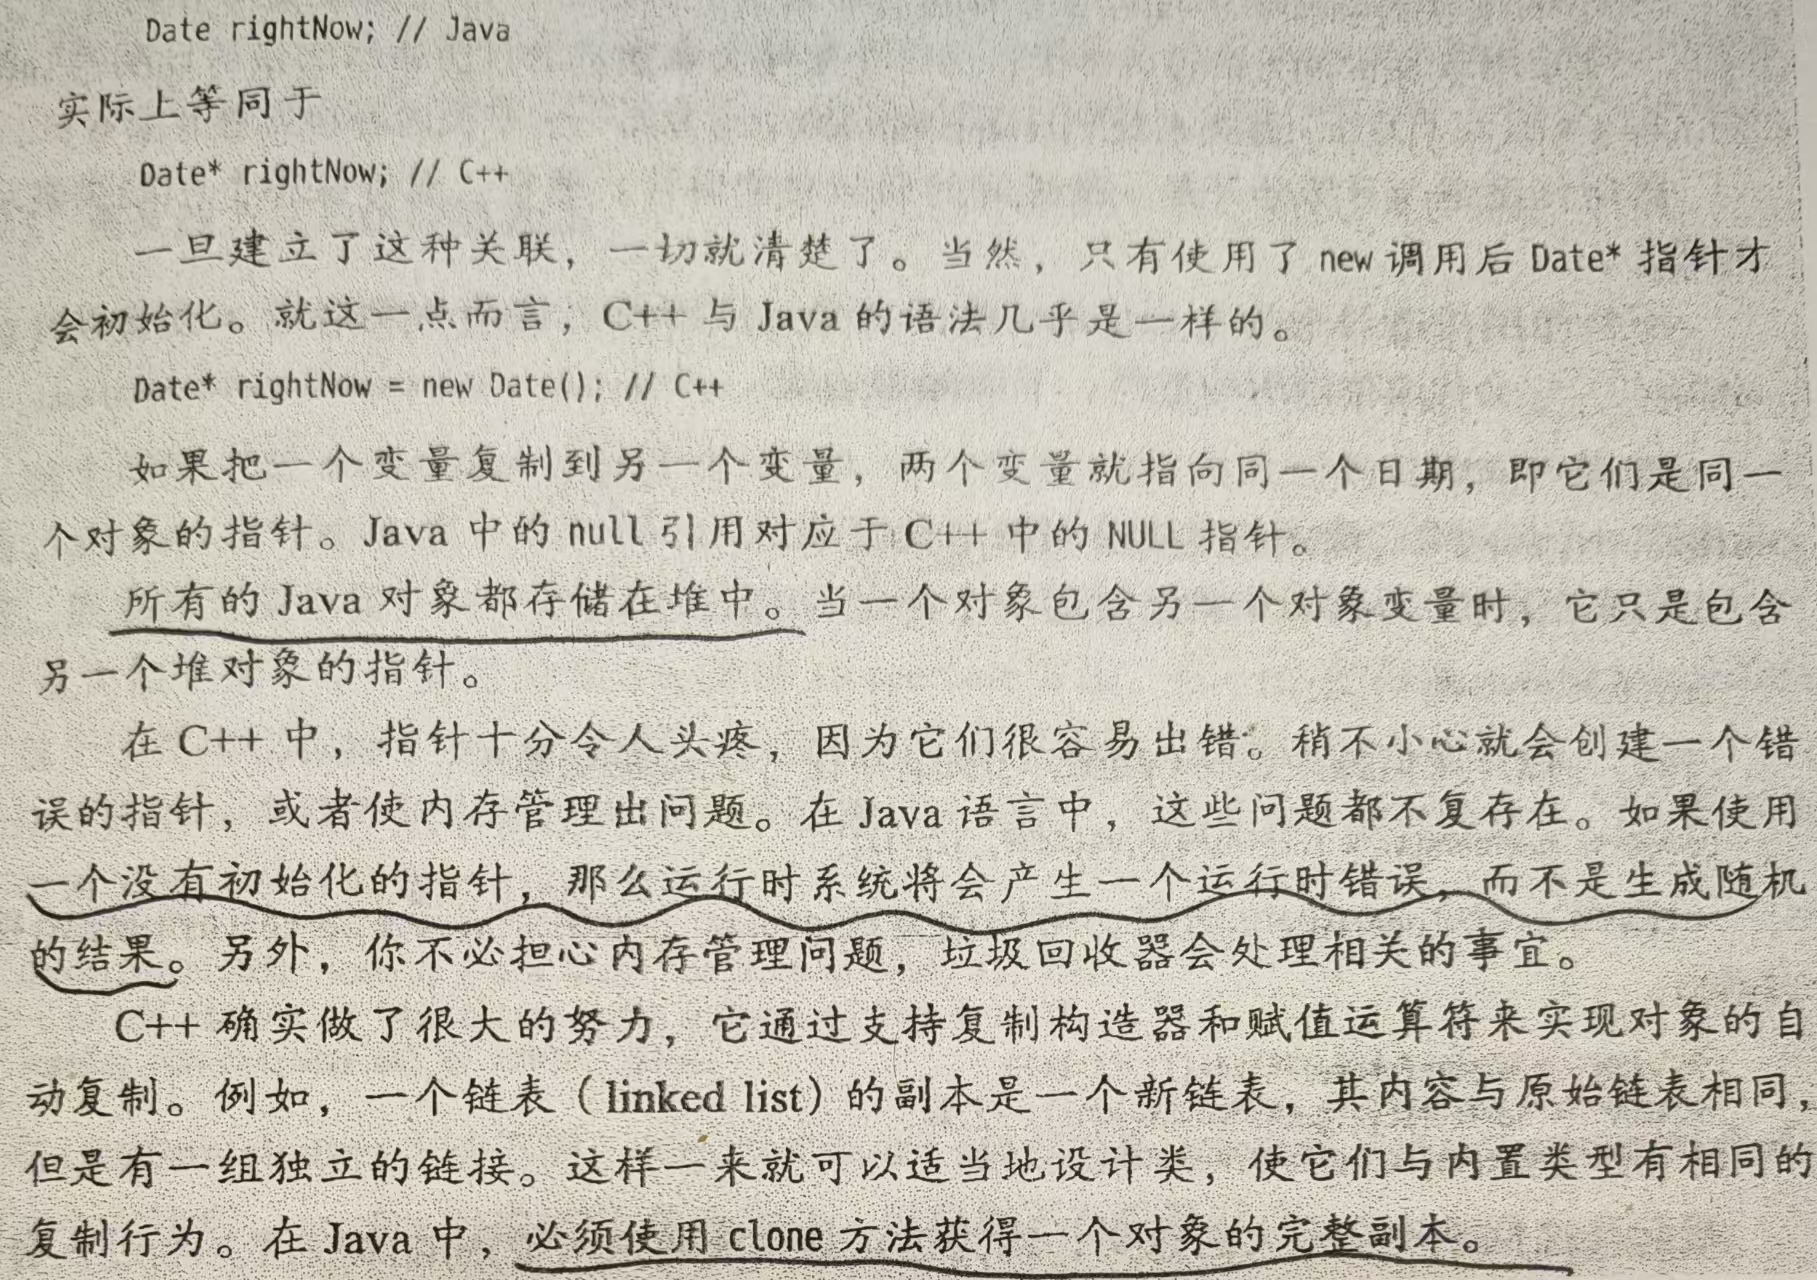 Date rightNow; // Java
实际上等同于
Date* rightNow; // C++
一旦建立了这种关联，一切就清楚了。当然，只有使用了 new 调用后 Date* 指针才
会初始化。就这一点而言，C++ 与 Java 的语法几乎是一样的。
Date* rightNow = new Date(); // C++
如果把一个变量复制到另一个变量，两个变量就指向同一个日期，即它们是同一
个对象的指针。Java 中的 null 引用对应于 C++ 中的 NULL 指针。
所有的 Java 对象都存储在堆中。当一个对象包含另一个对象变量时，它只是包含
另一个堆对象的指针。
在 C++ 中，指针十分令人头疼，因为它们很容易出错。稍不小心就会创建一个错
误的指针，或者使内存管理出问题。在 Java 语言中，这些问题都不复存在。如果使用
一个没有初始化的指针，那么运行时系统将会产生一个运行时错误，而不是生成随机
的结果。另外，你不必担心内存管理问题，垃圾回收器会处理相关的事宜。
C++ 确实做了很大的努力，它通过支持复制构造器和赋值运算符来实现对象的自
动复制。例如，一个链表（linked list）的副本是一个新链表，其内容与原始链表相同，
但是有一组独立的链接。这样一来就可以适当地设计类，使它们与内置类型有相同的
复制行为。在 Java 中，必须使用 clone 方法获得一个对象的完整副本。